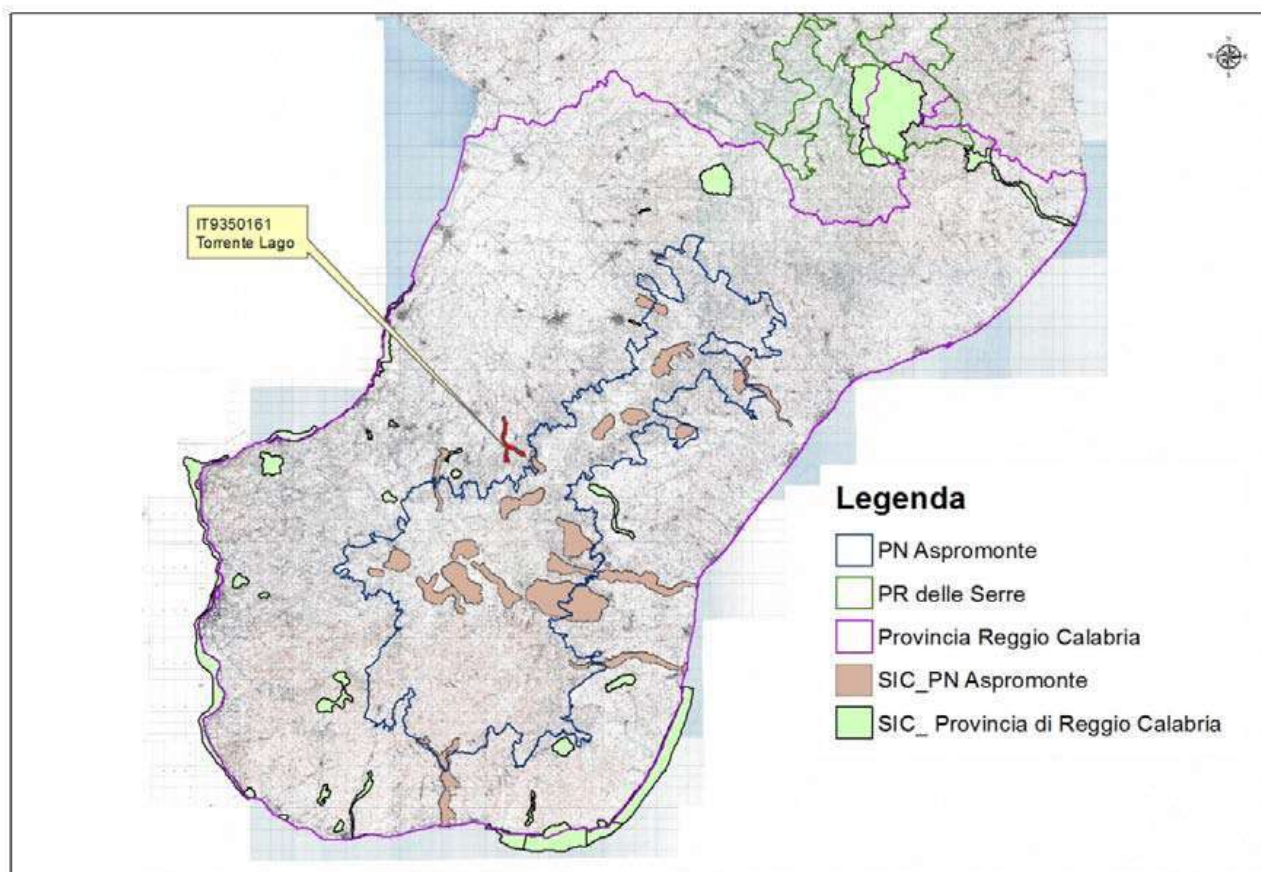 IT9350161
Torrente Lago
Legenda
PN Aspromonte
PR delle Serre
Provincia Reggio Calabria
SIC_PN Aspromonte
SIC_ Provincia di Reggio Calabria